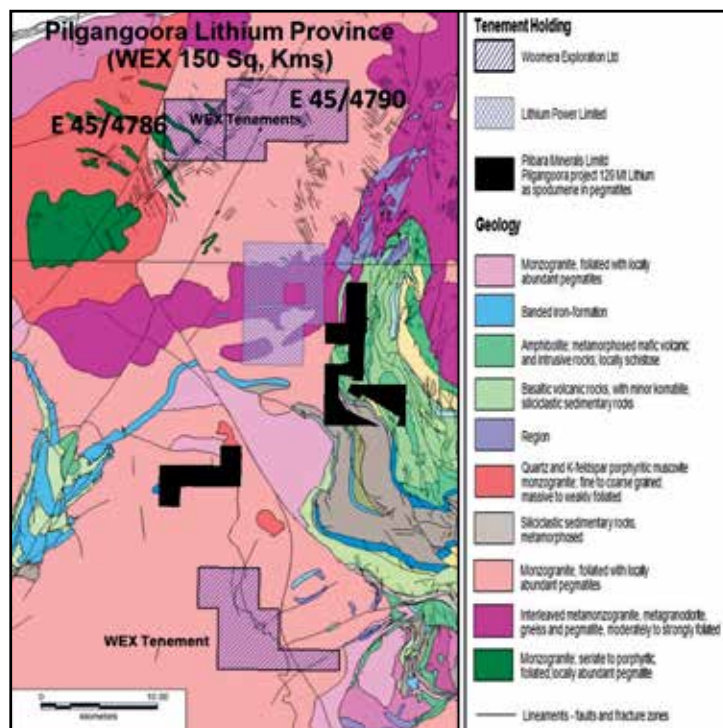 Pilgangoora Lithium Province
(WEX 150 Sq, Kms)
E 45/4790
E 45/4786
WEX Tenements
WEX Tenement
0
10.00
kilometers
Tenement Holding
Woomera Exploration Ltd
Lithium Power Limited
Pilbara Minerals Limited
Pilgangoora project 129 Mt Lithium
as spodumene in pegmatites
Geology
Monzogranite, foliated with locally
abundant pegmatites
Banded iron-formation
Amphibolite; metamorphosed mafic volcanic
and intrusive rocks; locally schistose
Basaltic volcanic rocks, with minor komatiite,
siliciclastic sedimentary rocks
Region
Quartz and K-feldspar porphyritic muscovite
monzogranite; fine to coarse grained;
massive to weakly foliated
Siliciclastic sedimentary rocks,
metamorphosed
Monzogranite, foliated with locally
abundant pegmatites
Interleaved metamonzogranite, metagranodiorite,
gneiss and pegmatite, moderately to strongly foliated
Monzogranite; seriate to porphyritic,
foliated, locally abundant pegmatite
Lineaments - faults and fracture zones